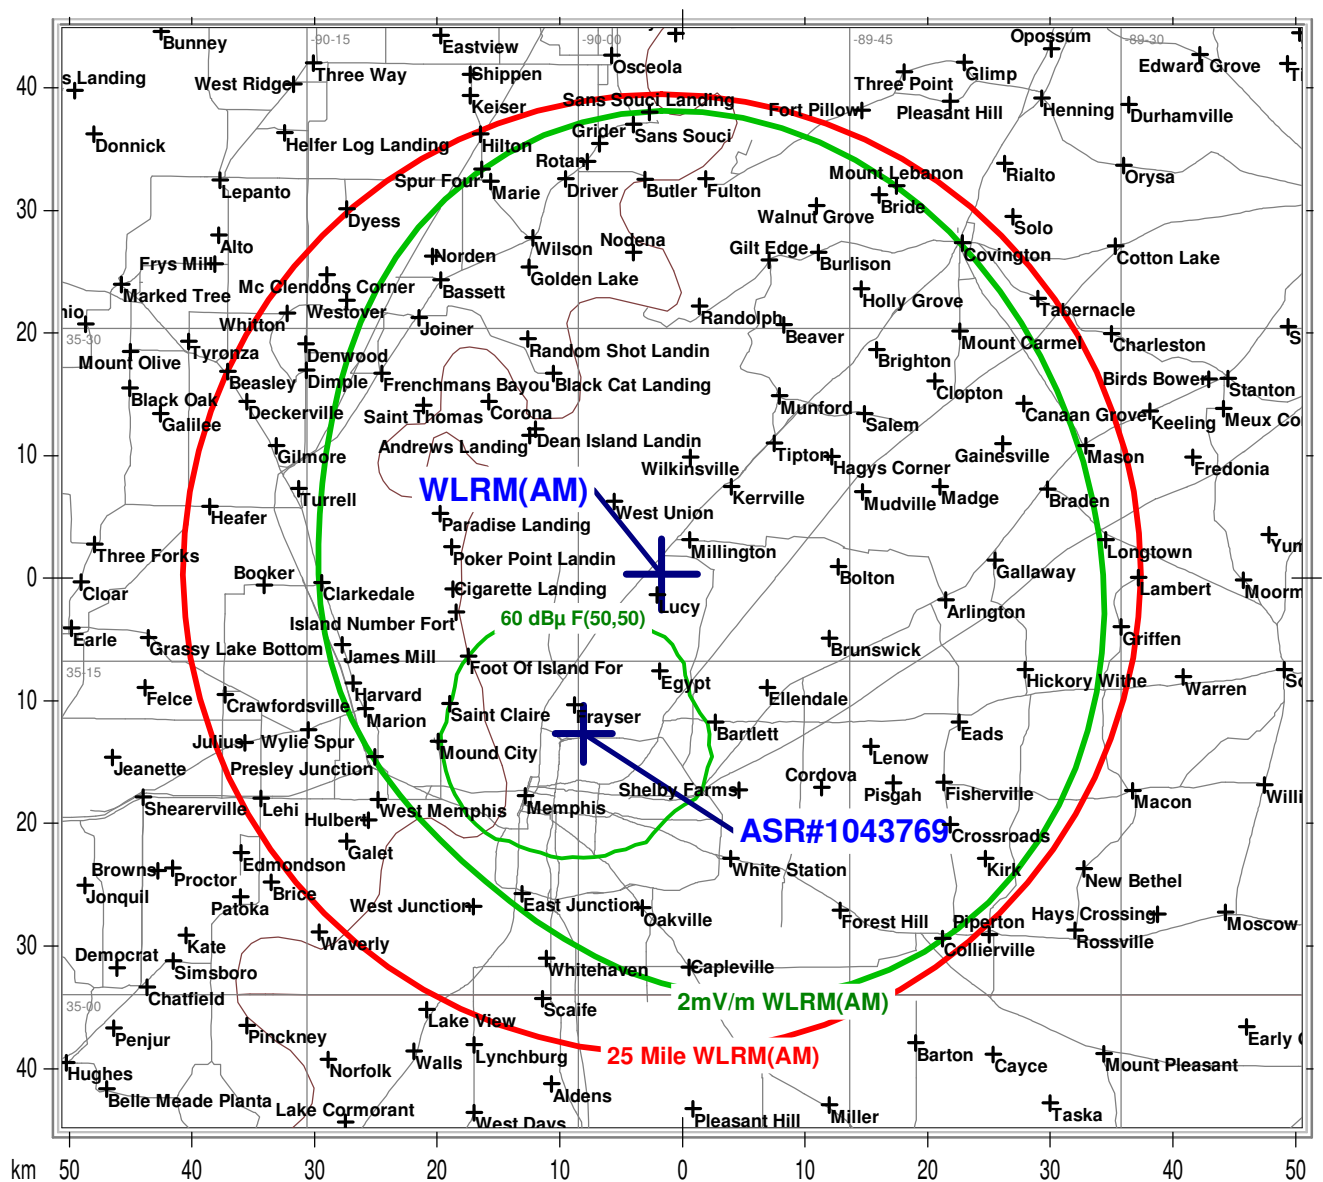 Bunney
Eastview
Opossum
-90-15
-90-00
-89-45
-89-30
Three Way
Shippen
Osceola
Three Point
Glimp
Edward Grove
s Landing
West Ridge
Keiser
Sans Souci Landing
Fort Pillow
Pleasant Hill
Henning
Durhamville
40
Donnick
Helfer Log Landing
Hilton
Grider
Sans Souci
Rotan
Mount Lebanon
Rialto
Orysa
Lepanto
Spur Four
Marie
Driver
Butler
Fulton
Bride
Walnut Grove
30
Dyess
Solo
Alto
Wilson
Nodena
Gilt Edge
Burlison
Covington
Cotton Lake
Frys Mill
Norden
Golden Lake
Marked Tree
Mc Clendons Corner
Bassett
Holly Grove
Westover
Tabernacle
nio
Whitton
Joiner
Randolph
Beaver
20
35-30
Tyronza
Denwood
Random Shot Landin
Mount Carmel
Charleston
S
Mount Olive
Brighton
Beasley
Dimple
Frenchmans Bayou
Black Cat Landing
Clopton
Birds Bower
Stanton
Black Oak
Deckerville
Saint Thomas
Corona
Munford
Salem
Canaan Grove
Keeling
Meux Co
Galilee
Andrews Landing
Dean Island Landin
10
Gilmore
Wilkinsville
Tipton
Hagys Corner
Gainesville
Mason
Fredonia
WLRM(AM)
Turrell
Kerrville
Mudville
Madge
Braden
Heafer
Paradise Landing
West Union
Three Forks
Poker Point Landin
Millington
Longtown
Yum
0
Booker
Bolton
Gallaway
Cloar
Clarkedale
Cigarette Landing
Lucy
Arlington
Lambert
Moorm
Island Number Fort
60 dBµ F(50,50)
Earle
Grassy Lake Bottom
James Mill
Foot Of Island For
Brunswick
Griffen
35-15
Egypt
Hickory Withe
Warren
So
Felce
Crawfordsville
Harvard
Ellendale
10
Marion
Saint Claire
Frayser
Bartlett
Eads
Julius
Wylie Spur
Mound City
Jeanette
Presley Junction
Lenow
Cordova
Shelby Farms
Pisgah
Fisherville
Macon
Willi
Shearerville
Lehi
West Memphis
Memphis
20
Hulbert
ASR#1043769
Crossroads
Galet
Browns
Edmondson
White Station
Kirk
Proctor
New Bethel
Jonquil
Brice
Patoka
West Junction
East Junction
Oakville
Forest Hill
Piperton
Hays Crossing
Moscow
30
Kate
Waverly
Collierville
Rossville
Democrat
Simsboro
Whitehaven
Capleville
Chatfield
2mV/m WLRM(AM)
35-00
Scaife
Penjur
Pinckney
Lake View
Early G
25 Mile WLRM(AM)
Barton
Hughes
Norfolk
Walls
Lynchburg
Cayce
Mount Pleasant
40
Belle Meade Planta
Aldens
Lake Cormorant
West Days
Pleasant Hill
Miller
Taska
km 50 40 30 20 10 0 10 20 30 40 50